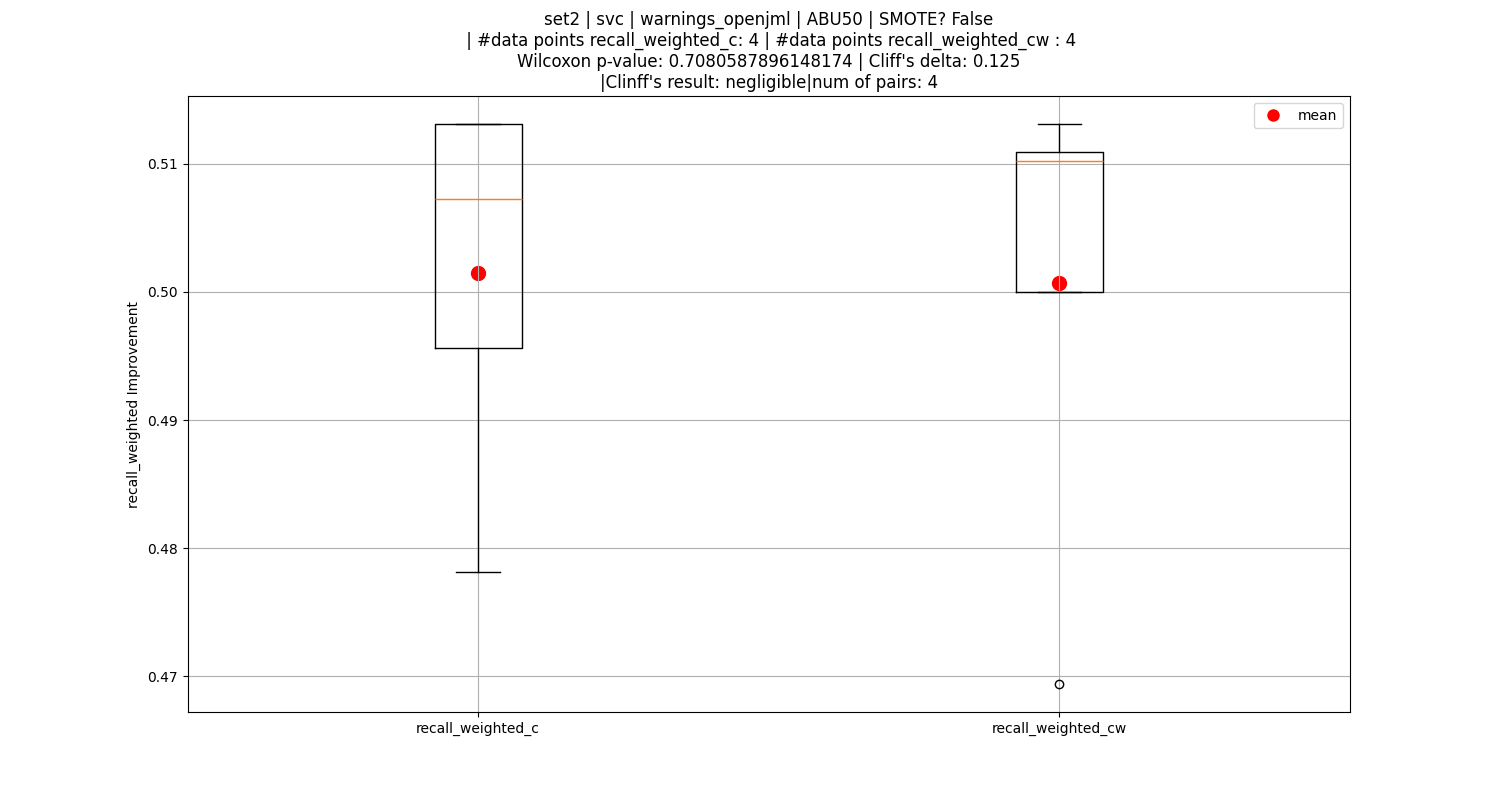 set2 | svc | warnings_openjml | ABU50 | SMOTE? False
| #data points recall_weighted_c: 4 | #data points recall_weighted_cw : 4
Wilcoxon p-value: 0.7080587896148174 | Cliff's delta: 0.125
|Clinff's result: negligible|num of pairs: 4
mean
0.51
0.50
0.49
0.48
0.47
recall_weighted Improvement
recall_weighted_c
recall_weighted_cw